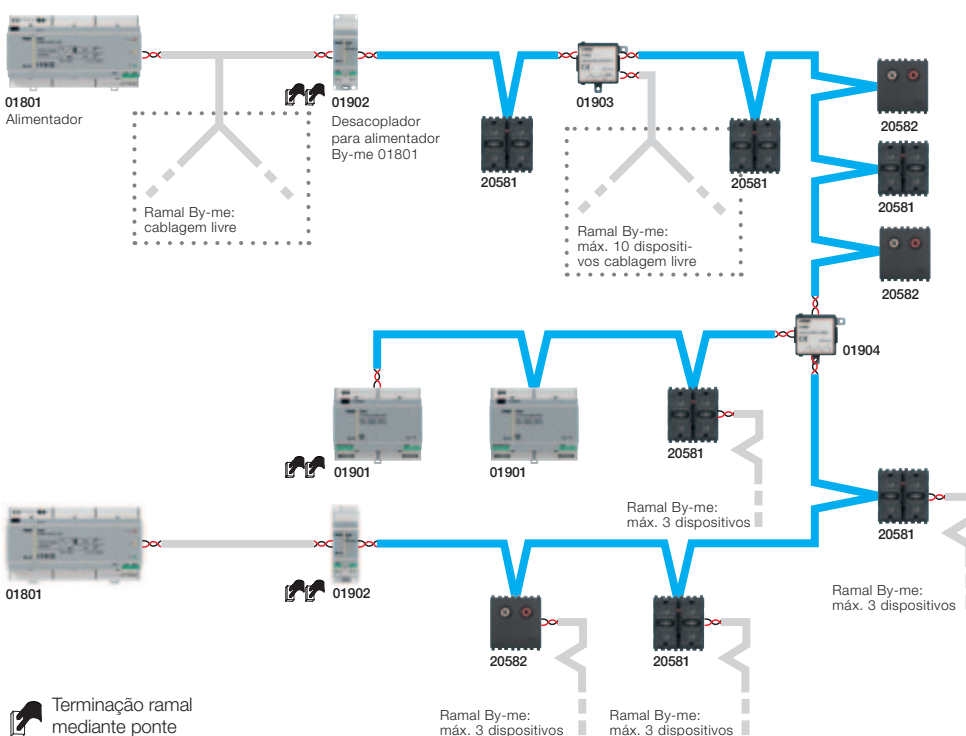 01801
Alimentador
01902
Desacoplador
para alimentador
By-me 01801
20581
01903
20581
20582
20581
20582
Ramal By-me:
cablagem livre
Ramal By-me:
máx. 10 dispositi-
vos cablagem livre
01904
01901
01901
20581
Ramal By-me:
máx. 3 dispositivos
20581
Ramal By-me:
máx. 3 dispositivos
01801
01902
20582
20581
Ramal By-me:
máx. 3 dispositivos
Ramal By-me:
máx. 3 dispositivos
Terminação ramal
mediante ponte